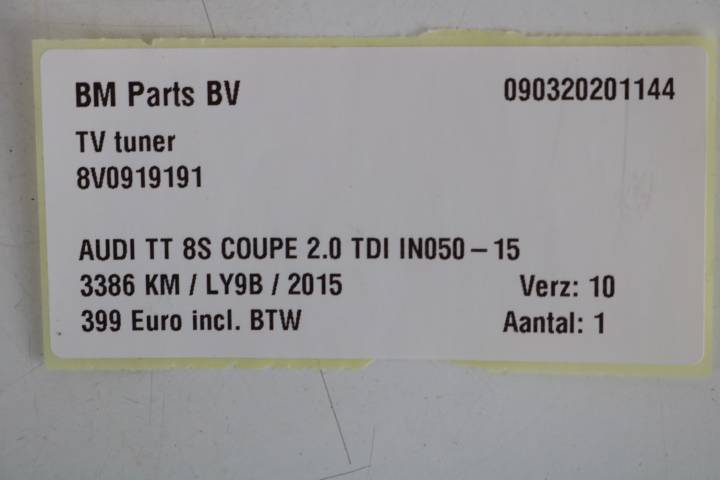 BM Parts BV 090320201144
TV tuner
8V0919191
AUDI TT 8S COUPE 2.0 TDI IN050-15
3386 KM / LY9B / 2015 Verz: 10
399 Euro incl. BTW Aantal: 1